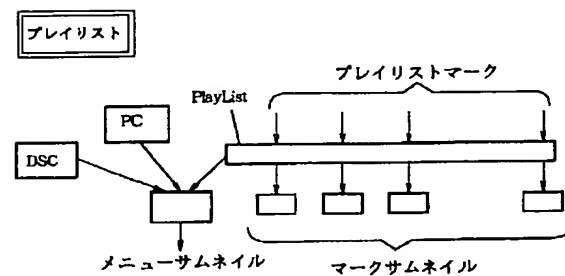 プレイリスト
プレイリストマーク
PlayList
PC
DSC
メニューサムネイル
マークサムネイル